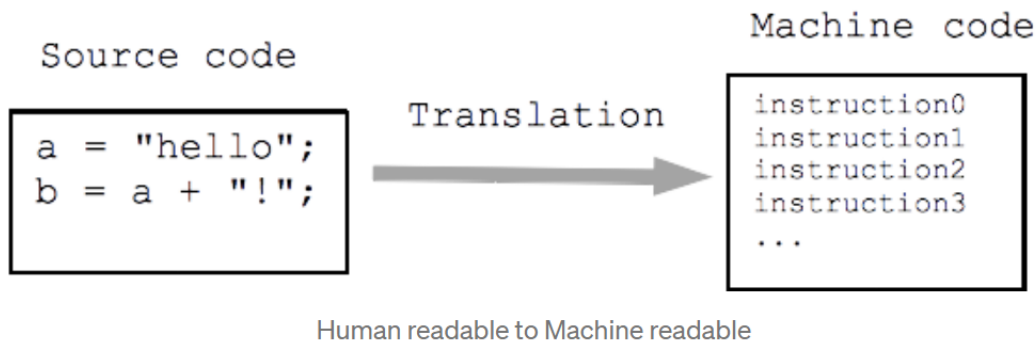 Source code
a = "hello";
b = a + "!";
Translation
Machine code
instruction0
instruction1
instruction2
instruction3
...
Human readable to Machine readable